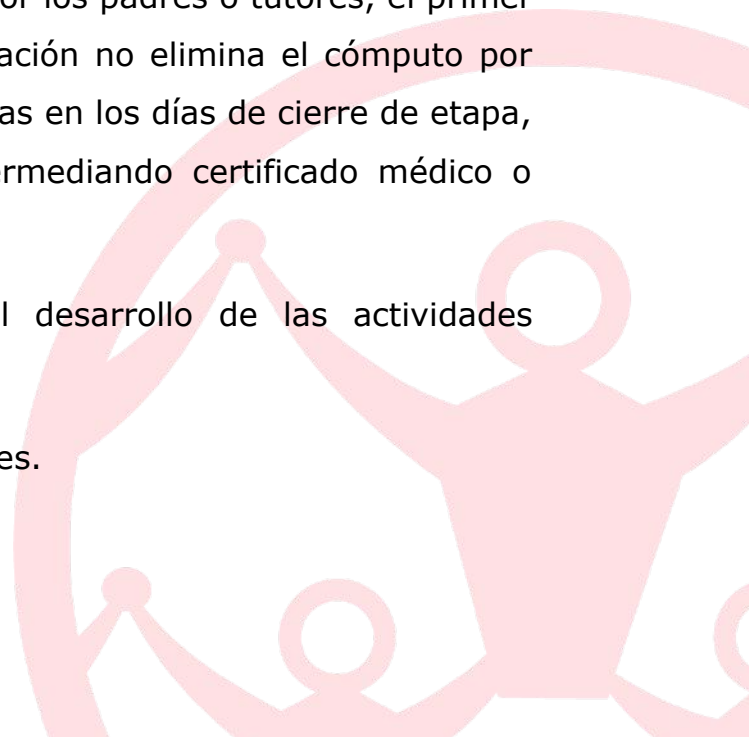 por los padres o tutores, el primer
ación no elimina el cómputo por
as en los días de cierre de etapa,
ermediando certificado médico o
l desarrollo de las actividades
es.